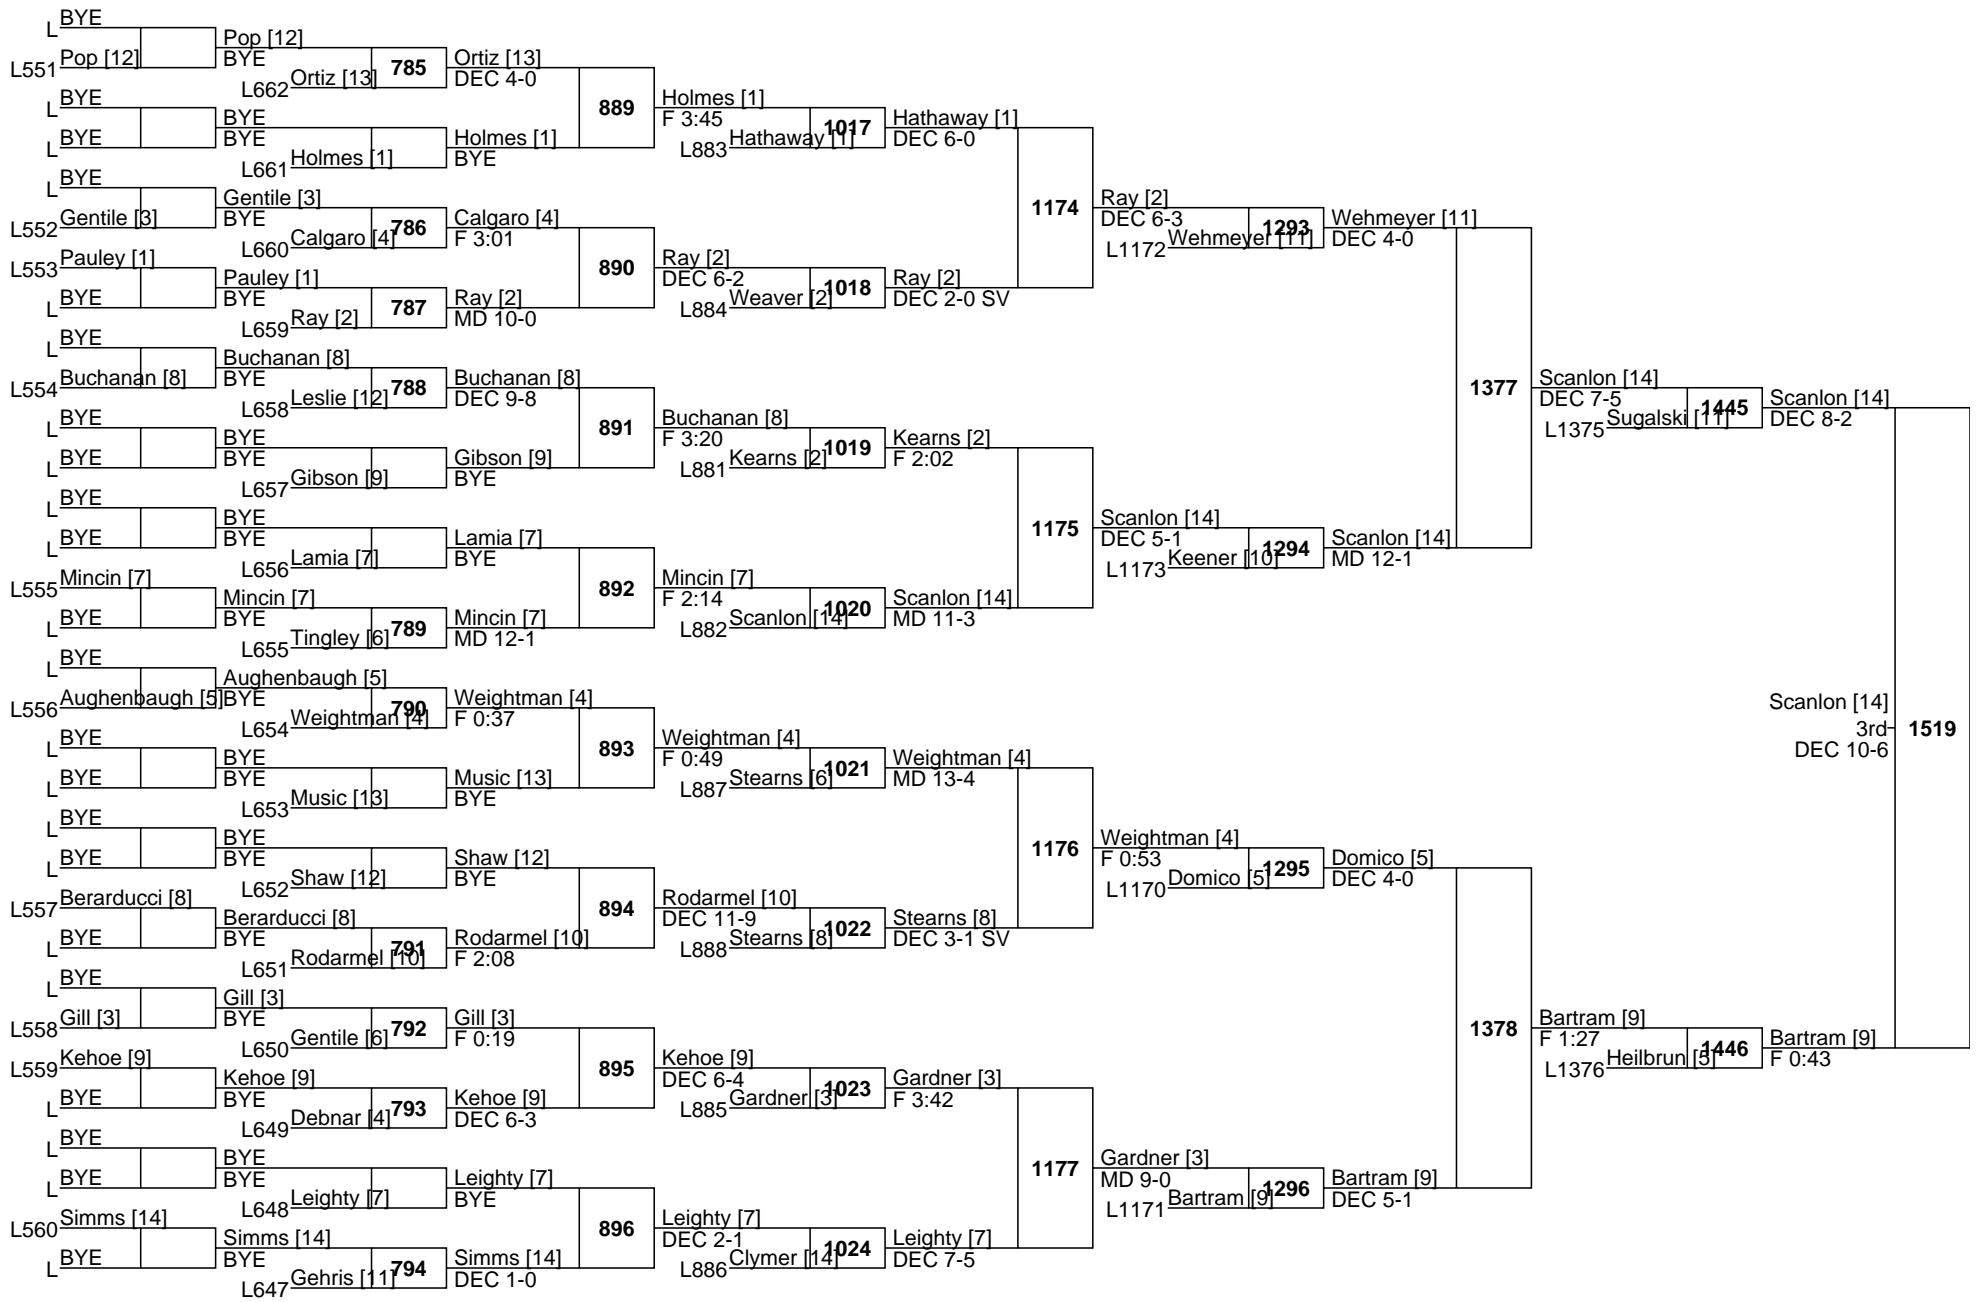 BYE
L
Pop [12]
L551
Pop [12]
BYE
Ortiz [13]
L662
785
Ortiz [13]
DEC 4-0
BYE
L
BYE
L
BYE
BYE
Holmes [1]
L661
Holmes [1]
BYE
889
Holmes [1]
F 3:45
Hathaway [1]
L883
1017
Hathaway [1]
DEC 6-0
BYE
L
Gentile [3]
L552
Gentile [3]
BYE
Calgaro [4]
L660
786
Calgaro [4]
F 3:01
Pauley [1]
L553
BYE
L
Pauley [1]
BYE
Ray [2]
L659
787
Ray [2]
MD 10-0
890
Ray [2]
DEC 6-2
Weaver [2]
L884
1018
Ray [2]
DEC 2-0 SV
1174
Ray [2]
DEC 6-3
Wehmeyer [11]
L1172
1293
Wehmeyer [11]
DEC 4-0
BYE
L
Buchanan [8]
L554
Buchanan [8]
BYE
Leslie [12]
L658
788
Buchanan [8]
DEC 9-8
BYE
L
BYE
L
BYE
BYE
Gibson [9]
L657
Gibson [9]
BYE
891
Buchanan [8]
F 3:20
Kearns [2]
L881
1019
Kearns [2]
F 2:02
BYE
L
BYE
L
BYE
BYE
Lamia [7]
L656
Lamia [7]
BYE
Mincin [7]
L555
BYE
L
Mincin [7]
BYE
Tingley [6]
L655
789
Mincin [7]
MD 12-1
892
Mincin [7]
F 2:14
Scanlon [14]
L882
1020
Scanlon [14]
MD 11-3
1175
Scanlon [14]
DEC 5-1
Keener [10]
L1173
1294
Scanlon [14]
MD 12-1
1377
Scanlon [14]
DEC 7-5
Sugalski [11]
L1375
1445
Scanlon [14]
DEC 8-2
BYE
L
Aughenbaugh [5]
L556
Aughenbaugh [5]
BYE
Weightman [4]
L654
790
Weightman [4]
F 0:37
BYE
L
BYE
L
BYE
BYE
Music [13]
L653
Music [13]
BYE
893
Weightman [4]
F 0:49
Stearns [6]
L887
1021
Weightman [4]
MD 13-4
BYE
L
BYE
L
BYE
BYE
Shaw [12]
L652
Shaw [12]
BYE
Berarducci [8]
L557
BYE
L
Berarducci [8]
BYE
Rodarmel [10]
L651
791
Rodarmel [10]
F 2:08
894
Rodarmel [10]
DEC 11-9
Stearns [8]
L888
1022
Stearns [8]
DEC 3-1 SV
1176
Weightman [4]
F 0:53
Domico [5]
L1170
1295
Domico [5]
DEC 4-0
BYE
L
Gill [3]
L558
Gill [3]
BYE
Gentile [6]
L650
792
Gill [3]
F 0:19
Kehoe [9]
L559
BYE
L
Kehoe [9]
BYE
Debnar [4]
L649
793
Kehoe [9]
DEC 6-3
895
Kehoe [9]
DEC 6-4
Gardner [3]
L885
1023
Gardner [3]
F 3:42
BYE
L
BYE
L
BYE
BYE
Leighty [7]
L648
Leighty [7]
BYE
Simms [14]
L560
BYE
L
Simms [14]
BYE
Gehris [11]
L647
794
Simms [14]
DEC 1-0
896
Leighty [7]
DEC 2-1
Clymer [14]
L886
1024
Leighty [7]
DEC 7-5
1177
Gardner [3]
MD 9-0
Bartram [9]
L1171
1296
Bartram [9]
DEC 5-1
1378
Bartram [9]
F 1:27
Heilbrun [5]
L1376
1446
Bartram [9]
F 0:43
Scanlon [14]
3rd
DEC 10-6
1519